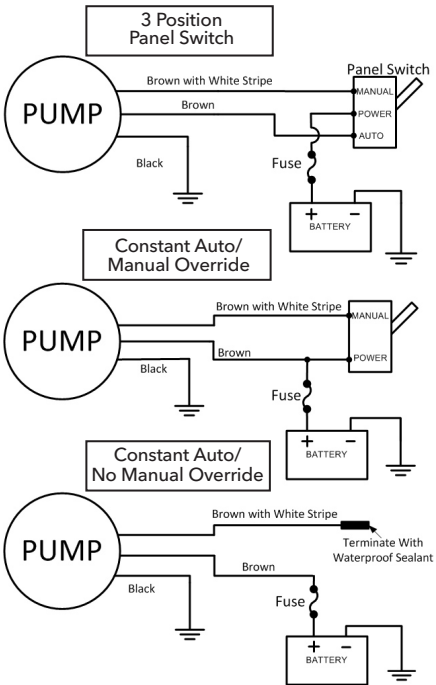 3 Position
Panel Switch
Panel Switch
Brown with White Stripe
MANUAL
PUMP
Brown
POWER
AUTO
Black
Fuse
+ -
BATTERY
Constant Auto/
Manual Override
Brown with White Stripe
MANUAL
PUMP
Brown
POWER
Black
Fuse
+ -
BATTERY
Constant Auto/
No Manual Override
Brown with White Stripe
PUMP
Terminate With
Waterproof Sealant
Brown
Black
Fuse
+ -
BATTERY